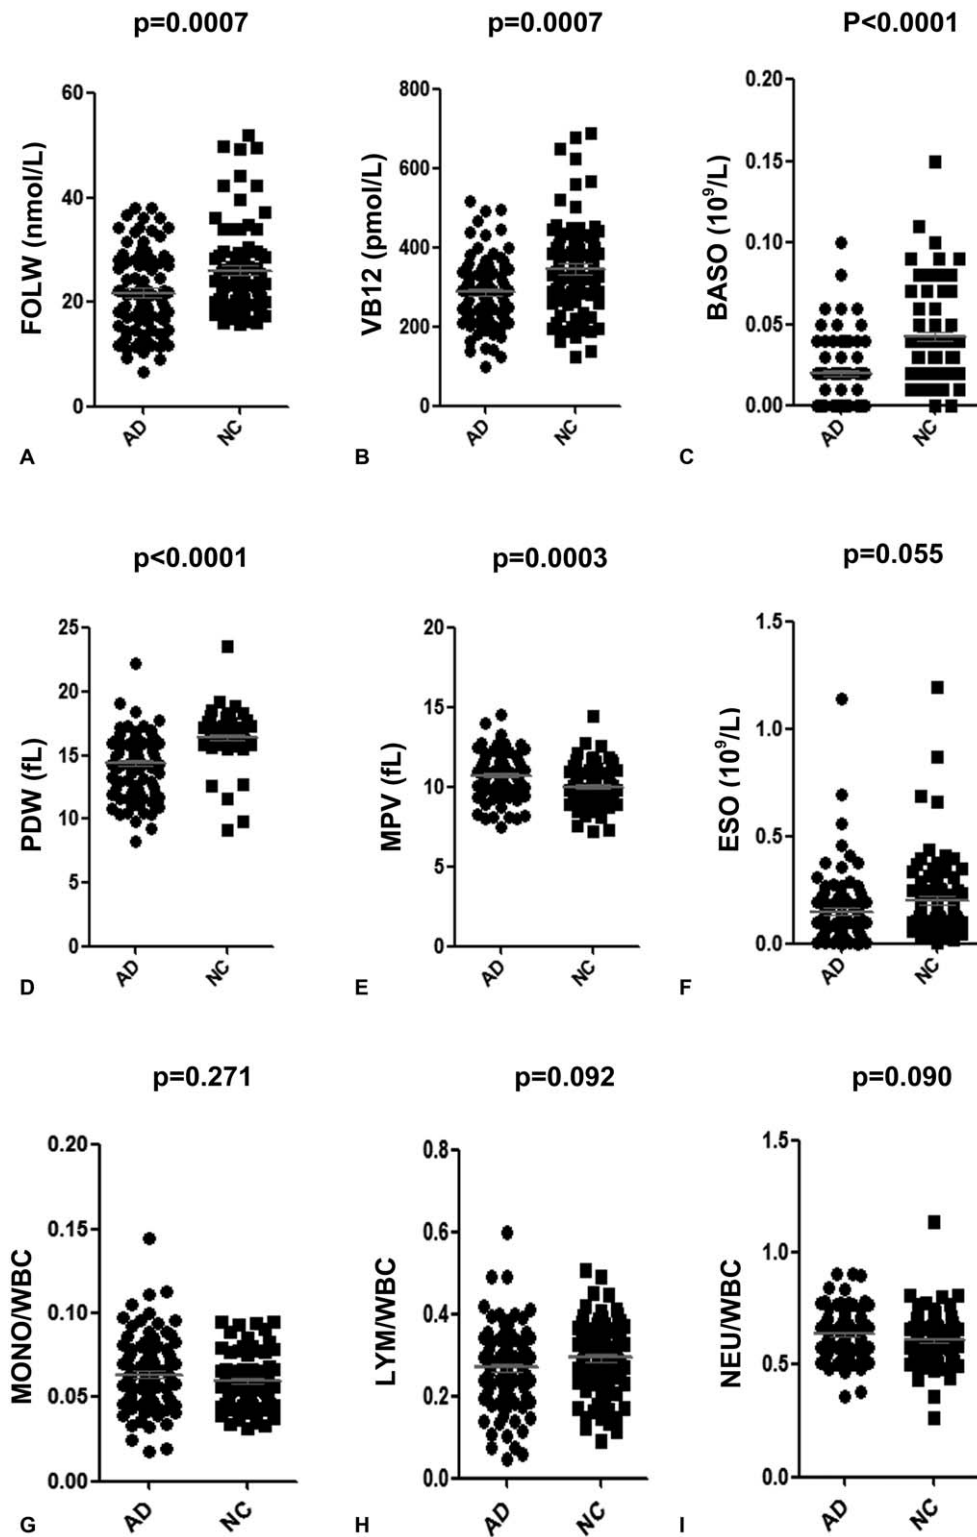 p=0.0007
p=0.0007
P<0.0001
FOLW (nmol/L)
60
40
20
0
AD
NC
A
VB12 (pmol/L)
800
600
400
200
0
AD
NC
B
BASO (10⁹/L)
0.20
0.15
0.10
0.05
0.00
AD
NC
C
p<0.0001
p=0.0003
p=0.055
PDW (fL)
25
20
15
10
5
0
AD
NC
D
MPV (fL)
20
15
10
5
0
AD
NC
E
ESO (10⁹/L)
1.5
1.0
0.5
0.0
AD
NC
F
p=0.271
p=0.092
p=0.090
MONO/WBC
0.20
0.15
0.10
0.05
0.00
AD
NC
G
LYM/WBC
0.8
0.6
0.4
0.2
0.0
AD
NC
H
NEU/WBC
1.5
1.0
0.5
0.0
AD
NC
I